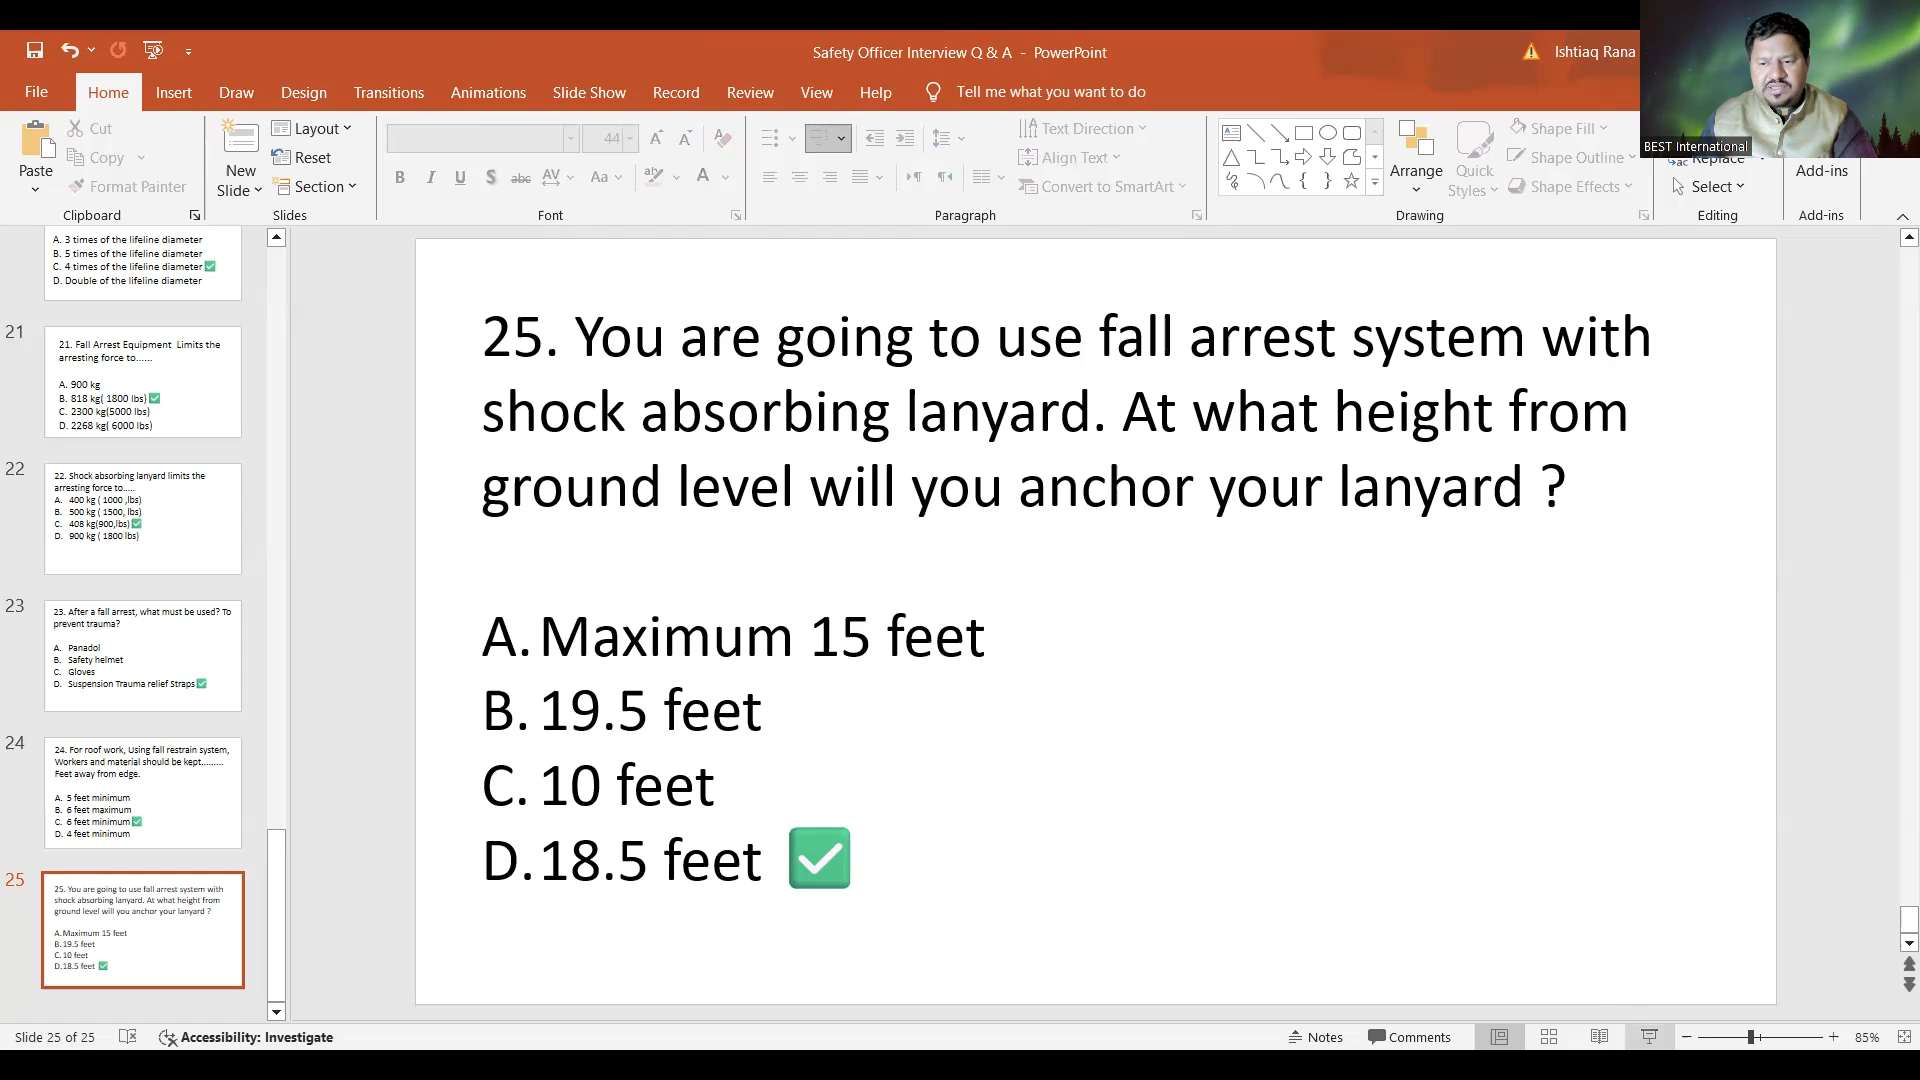 Safety Officer Interview Q & A - PowerPoint
Ishtiaq Rana
BEST International
File Home Insert Draw Design Transitions Animations Slide Show Record Review View Help Tell me what you want to do
Paste
Cut
Copy
Format Painter
Clipboard
New
Slide
Layout
Reset
Section
Slides
44
B I U S abc AV Aa A
Font
Text Direction
Align Text
Convert to SmartArt
Paragraph
Arrange
Quick
Styles
Shape Fill
Shape Outline
Shape Effects
Drawing
Replace
Select
Editing
Add-ins
Add-ins
A. 3 times of the lifeline diameter
B. 5 times of the lifeline diameter
C. 4 times of the lifeline diameter ✅
D. Double of the lifeline diameter
21
21. Fall Arrest Equipment Limits the
arresting force to......
A. 900 kg
B. 818 kg( 1800 lbs) ✅
C. 2300 kg(5000 lbs)
D. 2268 kg( 6000 lbs)
22
22. Shock absorbing lanyard limits the
arresting force to.....
A. 400 kg ( 1000 ,lbs)
B. 500 kg ( 1500, lbs)
C. 408 kg(900,lbs) ✅
D. 900 kg ( 1800 lbs)
23
23. After a fall arrest, what must be used? To
prevent trauma?
A. Panadol
B. Safety helmet
C. Gloves
D. Suspension Trauma relief Straps ✅
24
24. For roof work, Using fall restrain system,
Workers and material should be kept........
Feet away from edge.
A. 5 feet minimum
B. 6 feet maximum
C. 6 feet minimum ✅
D. 4 feet minimum
25
25. You are going to use fall arrest system with
shock absorbing lanyard. At what height from
ground level will you anchor your lanyard ?
A. Maximum 15 feet
B. 19.5 feet
C. 10 feet
D. 18.5 feet ✅
25. You are going to use fall arrest system with
shock absorbing lanyard. At what height from
ground level will you anchor your lanyard ?
A. Maximum 15 feet
B. 19.5 feet
C. 10 feet
D. 18.5 feet ✅
Slide 25 of 25
Accessibility: Investigate
Notes
Comments
85%